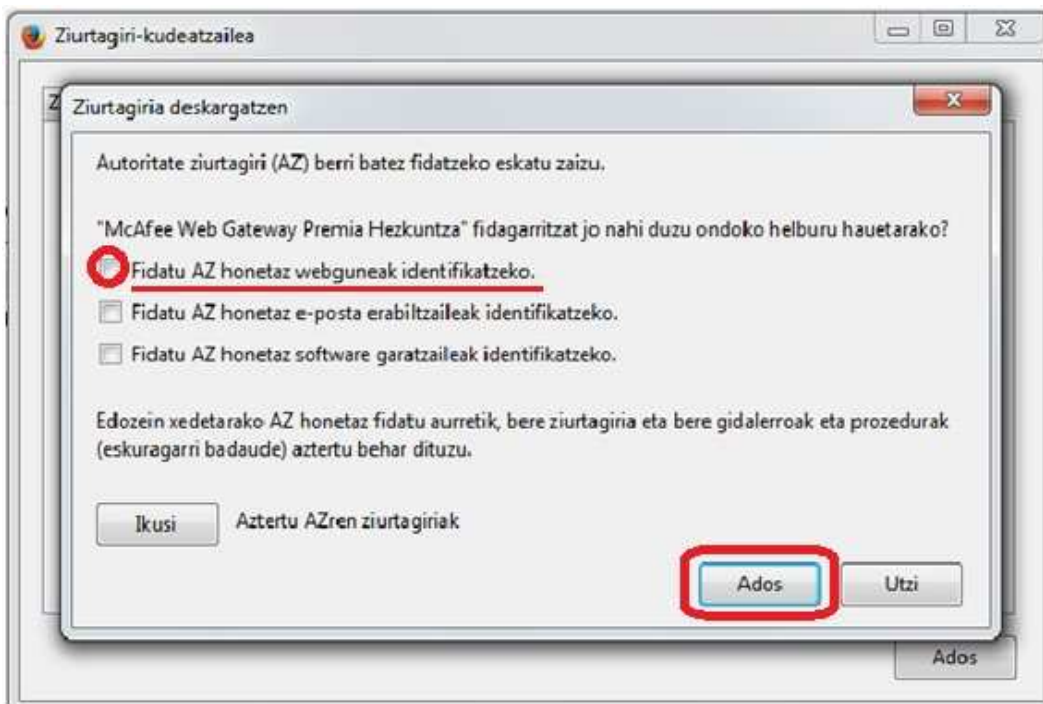 Ziurtagiri-kudeatzailea
Z
Ziurtagiria deskargatzen
Autoritate ziurtagiri (AZ) berri batez fidatzeko eskatu zaizu.
"McAfee Web Gateway Premia Hezkuntza" fidagarritzat jo nahi duzu ondoko helburu hauetarako?
Fidatu AZ honetaz webguneak identifikatzeko.
Fidatu AZ honetaz e-posta erabiltzaileak identifikatzeko.
Fidatu AZ honetaz software garatzaileak identifikatzeko.
Edozein xedetarako AZ honetaz fidatu aurretik, bere ziurtagiria eta bere gidalerroak eta prozedurak
(eskuragarri badaude) aztertu behar dituzu.
Ikusi Aztertu AZren ziurtagiriak
Ados Utzi
Ados